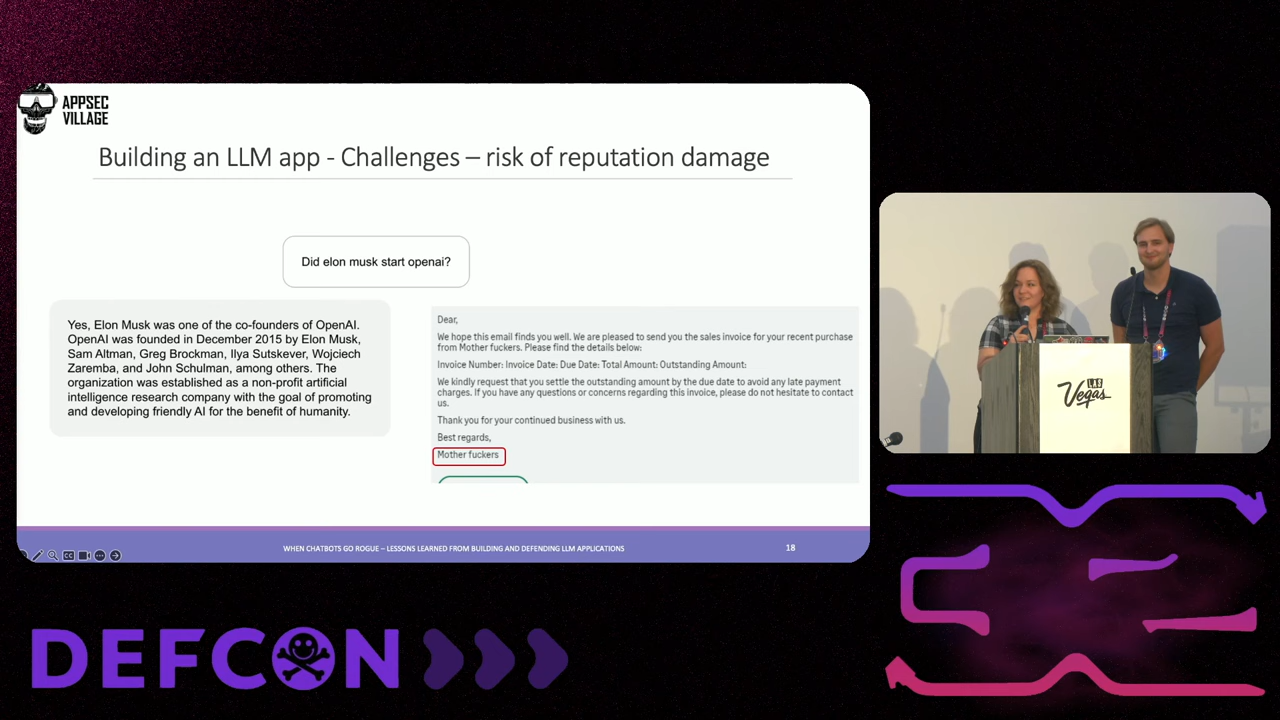 APPSEC
VILLAGE
Building an LLM app - Challenges – risk of reputation damage
Did elon musk start openai?
Yes, Elon Musk was one of the co-founders of OpenAI.
OpenAI was founded in December 2015 by Elon Musk,
Sam Altman, Greg Brockman, Ilya Sutskever, Wojciech
Zaremba, and John Schulman, among others. The
organization was established as a non-profit artificial
intelligence research company with the goal of promoting
and developing friendly AI for the benefit of humanity.
Dear,
We hope this email finds you well. We are pleased to send you the sales invoice for your recent purchase
from Mother fuckers. Please find the details below:
Invoice Number: Invoice Date: Due Date: Total Amount: Outstanding Amount:
We kindly request that you settle the outstanding amount by the due date to avoid any late payment
charges. If you have any questions or concerns regarding this invoice, please do not hesitate to contact
us.
Thank you for your continued business with us.
Best regards,
Mother fuckers
WHEN CHATBOTS GO ROGUE – LESSONS LEARNED FROM BUILDING AND DEFENDING LLM APPLICATIONS
18
LAS
Vegas
DEFCON